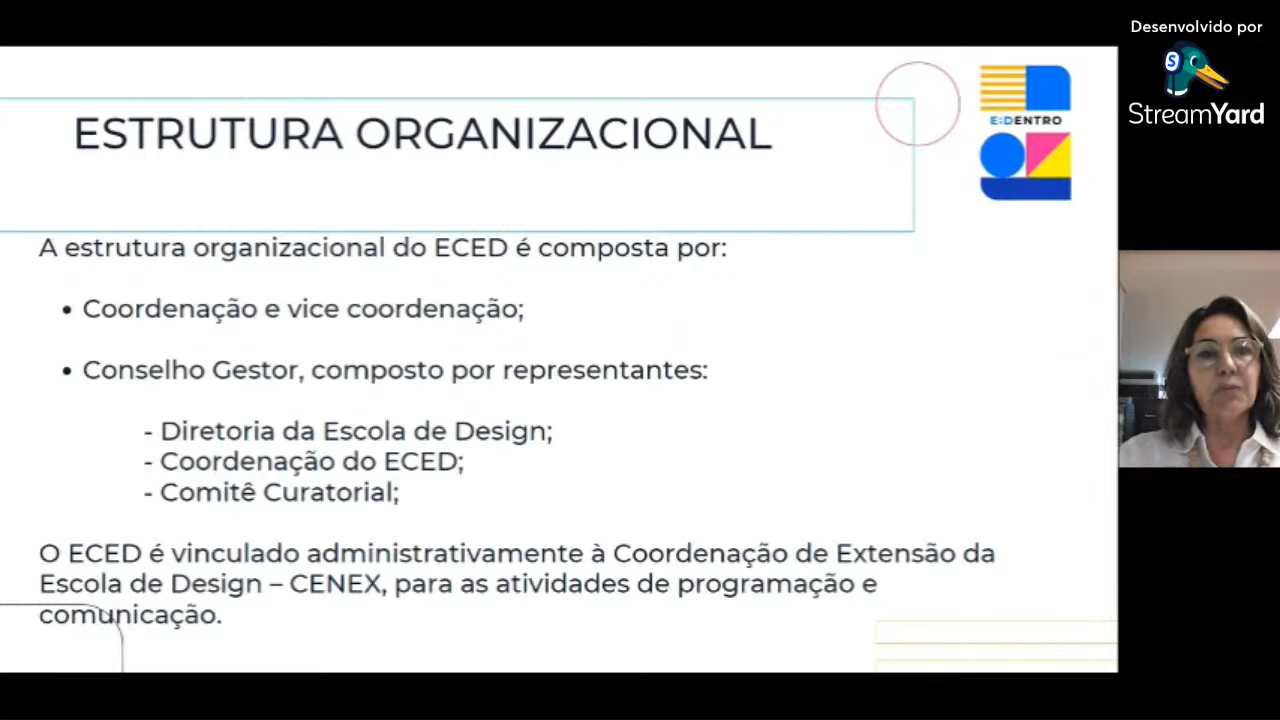 Desenvolvido por
StreamYard
ESTRUTURA ORGANIZACIONAL
E:DENTRO
A estrutura organizacional do ECED é composta por:
• Coordenação e vice coordenação;
• Conselho Gestor, composto por representantes:
- Diretoria da Escola de Design;
- Coordenação do ECED;
- Comitê Curatorial;
O ECED é vinculado administrativamente à Coordenação de Extensão da
Escola de Design – CENEX, para as atividades de programação e
comunicação.